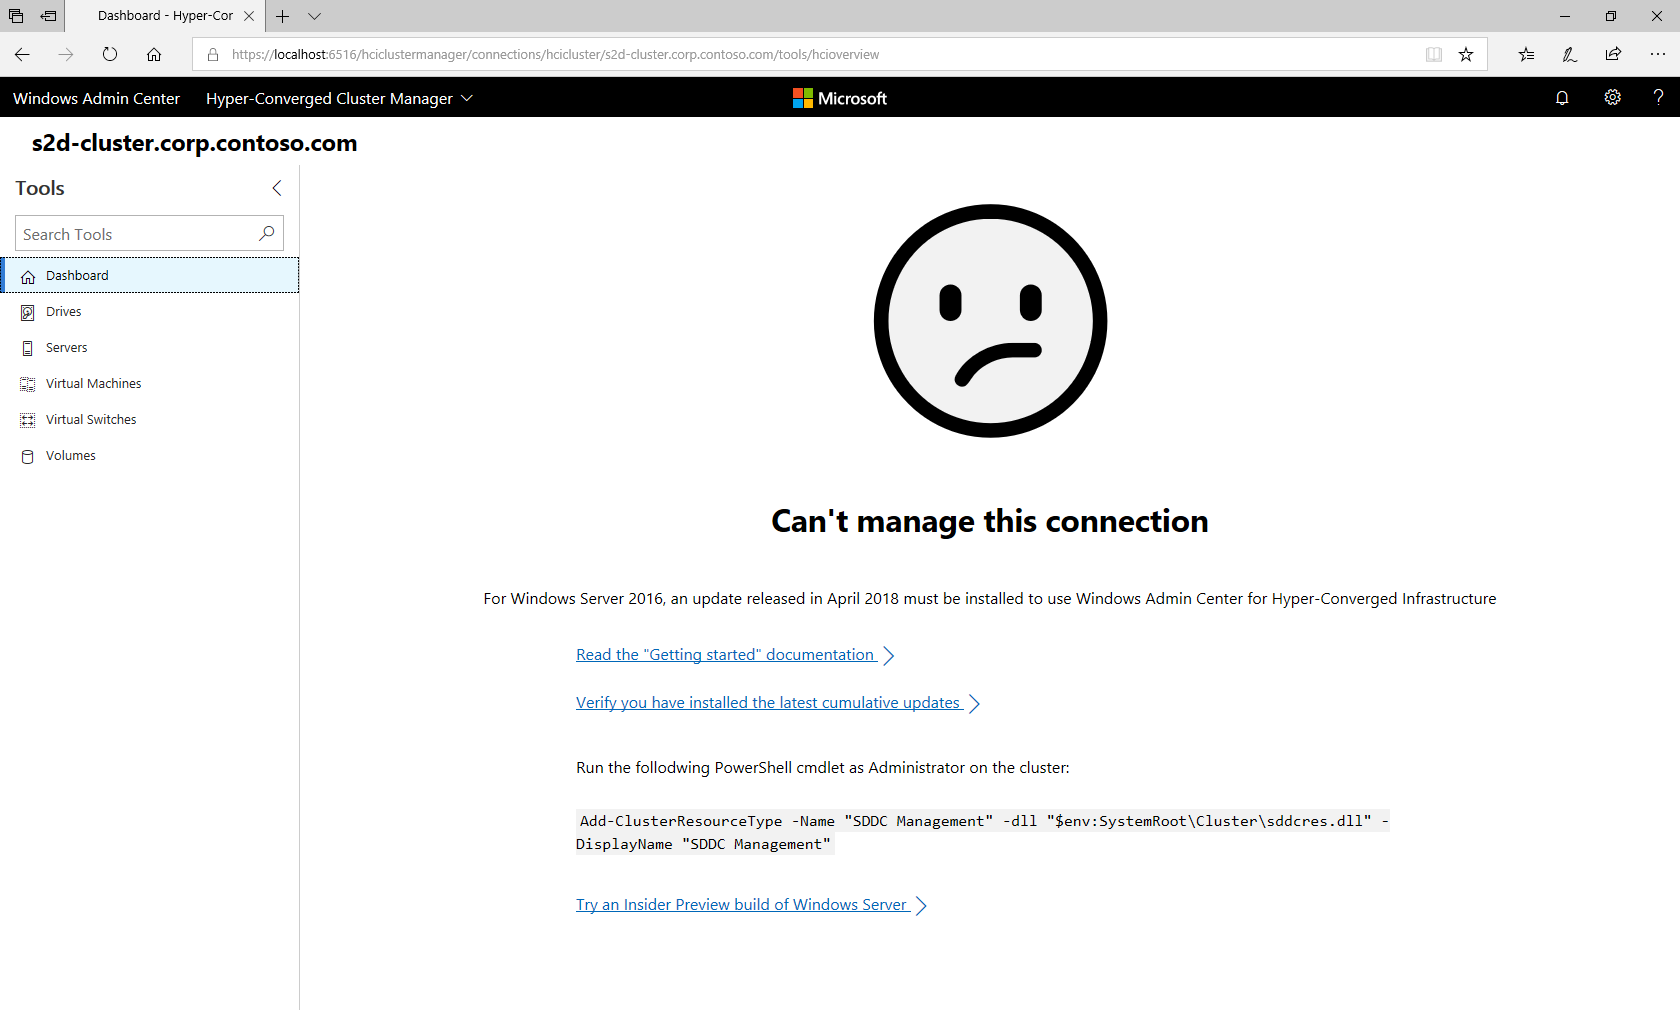 Dashboard - Hyper-Cor
https://localhost:6516/hciclustermanager/connections/hcicluster/s2d-cluster.corp.contoso.com/tools/hcioverview
Windows Admin Center Hyper-Converged Cluster Manager Microsoft ?
s2d-cluster.corp.contoso.com
Tools
Search Tools
Dashboard
Drives
Servers
Virtual Machines
Virtual Switches
Volumes
Can't manage this connection
For Windows Server 2016, an update released in April 2018 must be installed to use Windows Admin Center for Hyper-Converged Infrastructure
Read the "Getting started" documentation
Verify you have installed the latest cumulative updates
Run the follodwing PowerShell cmdlet as Administrator on the cluster:
Add-ClusterResourceType -Name "SDDC Management" -dll "$env:SystemRoot\Cluster\sddcres.dll" -
DisplayName "SDDC Management"
Try an Insider Preview build of Windows Server